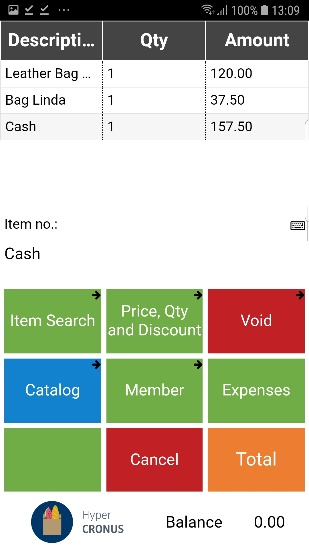 100% 13:09
Descripti... Qty Amount
Leather Bag ... 1 120.00
Bag Linda 1 37.50
Cash 1 157.50
Item no.:
Cash
Item Search
Price, Qty
and Discount
Void
Catalog
Member
Expenses
Cancel
Total
Hyper
CRONUS
Balance 0.00